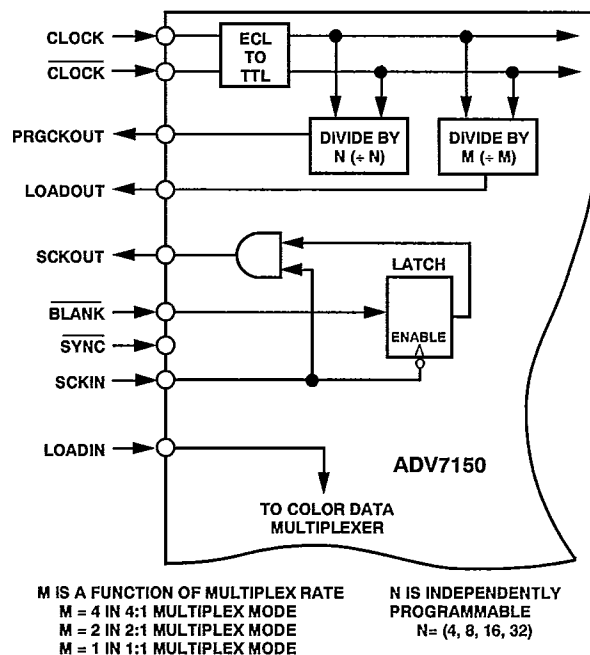 CLOCK
CLOCK
ECL
TO
TTL
PRGCKOUT
DIVIDE BY
N (÷ N)
DIVIDE BY
M (÷ M)
LOADOUT
SCKOUT
LATCH
BLANK
ENABLE
SYNC
SCKIN
LOADIN
ADV7150
TO COLOR DATA
MULTIPLEXER
M IS A FUNCTION OF MULTIPLEX RATE
M = 4 IN 4:1 MULTIPLEX MODE
M = 2 IN 2:1 MULTIPLEX MODE
M = 1 IN 1:1 MULTIPLEX MODE
N IS INDEPENDENTLY
PROGRAMMABLE
N= (4, 8, 16, 32)